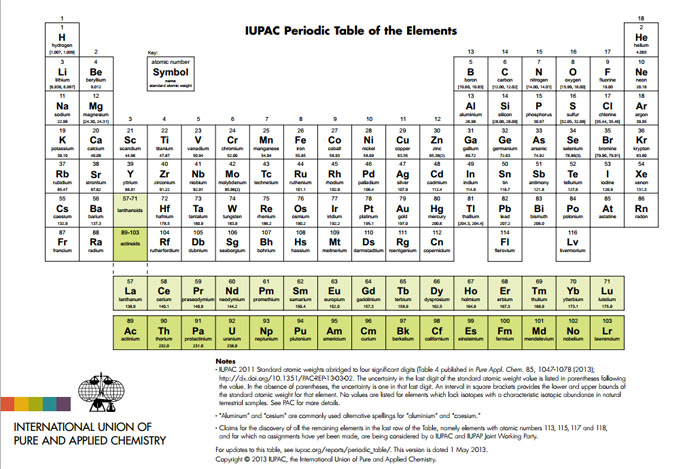 IUPAC Periodic Table of the Elements
1 18
1 2
H 2 Key: 13 14 15 16 17 He
hydrogen helium
[1.007, 1.009] 4.003
3 4 atomic number 5 6 7 8 9 10
Li Be Symbol B C N O F Ne
lithium beryllium name boron carbon nitrogen oxygen fluorine neon
[6.938, 6.997] 9.012 standard atomic weight [10.80, 10.83] [12.00, 12.02] [14.00, 14.01] [15.99, 16.00] 19.00 20.18
11 12 13 14 15 16 17 18
Na Mg Al Si P S Cl Ar
sodium magnesium 3 4 5 6 7 8 9 10 11 12 aluminium silicon phosphorus sulfur chlorine argon
22.99 [24.30, 24.31] 26.98 [28.08, 28.09] 30.97 [32.05, 32.08] [35.44, 35.46] 39.95
19 20 21 22 23 24 25 26 27 28 29 30 31 32 33 34 35 36
K Ca Sc Ti V Cr Mn Fe Co Ni Cu Zn Ga Ge As Se Br Kr
potassium calcium scandium titanium vanadium chromium manganese iron cobalt nickel copper zinc gallium germanium arsenic selenium bromine krypton
39.10 40.08 44.96 47.87 50.94 52.00 54.94 55.85 58.93 58.69 63.55 65.38(2) 69.72 72.63 74.92 78.96(3) [79.90, 79.91] 83.80
37 38 39 40 41 42 43 44 45 46 47 48 49 50 51 52 53 54
Rb Sr Y Zr Nb Mo Tc Ru Rh Pd Ag Cd In Sn Sb Te I Xe
rubidium strontium yttrium zirconium niobium molybdenum technetium ruthenium rhodium palladium silver cadmium indium tin antimony tellurium iodine xenon
85.47 87.62 88.91 91.22 92.91 95.96(2) 101.1 102.9 106.4 107.9 112.4 114.8 118.7 121.8 127.6 126.9 131.3
55 56 57-71 72 73 74 75 76 77 78 79 80 81 82 83 84 85 86
Cs Ba lanthanoids Hf Ta W Re Os Ir Pt Au Hg Tl Pb Bi Po At Rn
caesium barium hafnium tantalum tungsten rhenium osmium iridium platinum gold mercury thallium lead bismuth polonium astatine radon
132.9 137.3 178.5 180.9 183.8 186.2 190.2 192.2 195.1 197.0 200.6 [204.3, 204.4] 207.2 209.0
87 88 89-103 104 105 106 107 108 109 110 111 112 114 116
Fr Ra actinoids Rf Db Sg Bh Hs Mt Ds Rg Cn Fl Lv
francium radium rutherfordium dubnium seaborgium bohrium hassium meitnerium darmstadtium roentgenium copernicium flerovium livermorium
57 58 59 60 61 62 63 64 65 66 67 68 69 70 71
La Ce Pr Nd Pm Sm Eu Gd Tb Dy Ho Er Tm Yb Lu
lanthanum cerium praseodymium neodymium promethium samarium europium gadolinium terbium dysprosium holmium erbium thulium ytterbium lutetium
138.9 140.1 140.9 144.2 150.4 152.0 157.3 158.9 162.5 164.9 167.3 168.9 173.1 175.0
89 90 91 92 93 94 95 96 97 98 99 100 101 102 103
Ac Th Pa U Np Pu Am Cm Bk Cf Es Fm Md No Lr
actinium thorium protactinium uranium neptunium plutonium americium curium berkelium californium einsteinium fermium mendelevium nobelium lawrencium
232.0 231.0 238.0
Notes
- IUPAC 2011 Standard atomic weights abridged to four significant digits (Table 4 published in Pure Appl. Chem. 85, 1047-1078 (2013);
http://dx.doi.org/10.1351/PAC-REP-13-03-02. The uncertainty in the last digit of the standard atomic weight value is listed in parentheses following
the value. In the absence of parentheses, the uncertainty is one in that last digit. An interval in square brackets provides the lower and upper bounds of
the standard atomic weight for that element. No values are listed for elements which lack isotopes with a characteristic isotopic abundance in natural
terrestrial samples. See PAC for more details.
- "Aluminum" and "cesium" are commonly used alternative spellings for "aluminium" and "caesium."
- Claims for the discovery of all the remaining elements in the last row of the Table, namely elements with atomic numbers 113, 115, 117 and 118,
and for which no assignments have yet been made, are being considered by a IUPAC and IUPAP Joint Working Party.
For updates to this table, see iupac.org/reports/periodic_table/. This version is dated 1 May 2013.
Copyright © 2013 IUPAC, the International Union of Pure and Applied Chemistry.
INTERNATIONAL UNION OF
PURE AND APPLIED CHEMISTRY